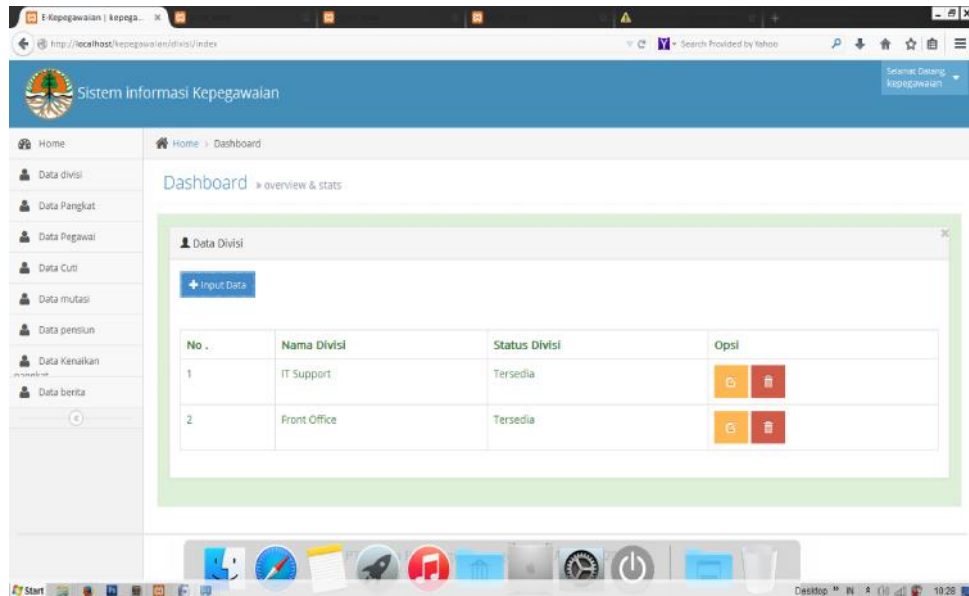 E-Kepegawaian | kepega...
http://localhost/kepegawaian/divisi/index
Search Provided by Yahoo
Sistem informasi Kepegawaian
Selamat Datang,
kepegawaian
Home
Data divisi
Data Pangkat
Data Pegawai
Data Cuti
Data mutasi
Data pensiun
Data Kenaikan
pangkat
Data berita
Home > Dashboard
Dashboard » overview & stats
Data Divisi
Input Data
No . Nama Divisi Status Divisi Opsi
1 IT Support Tersedia
2 Front Office Tersedia
Start
Desktop » IN 19:28